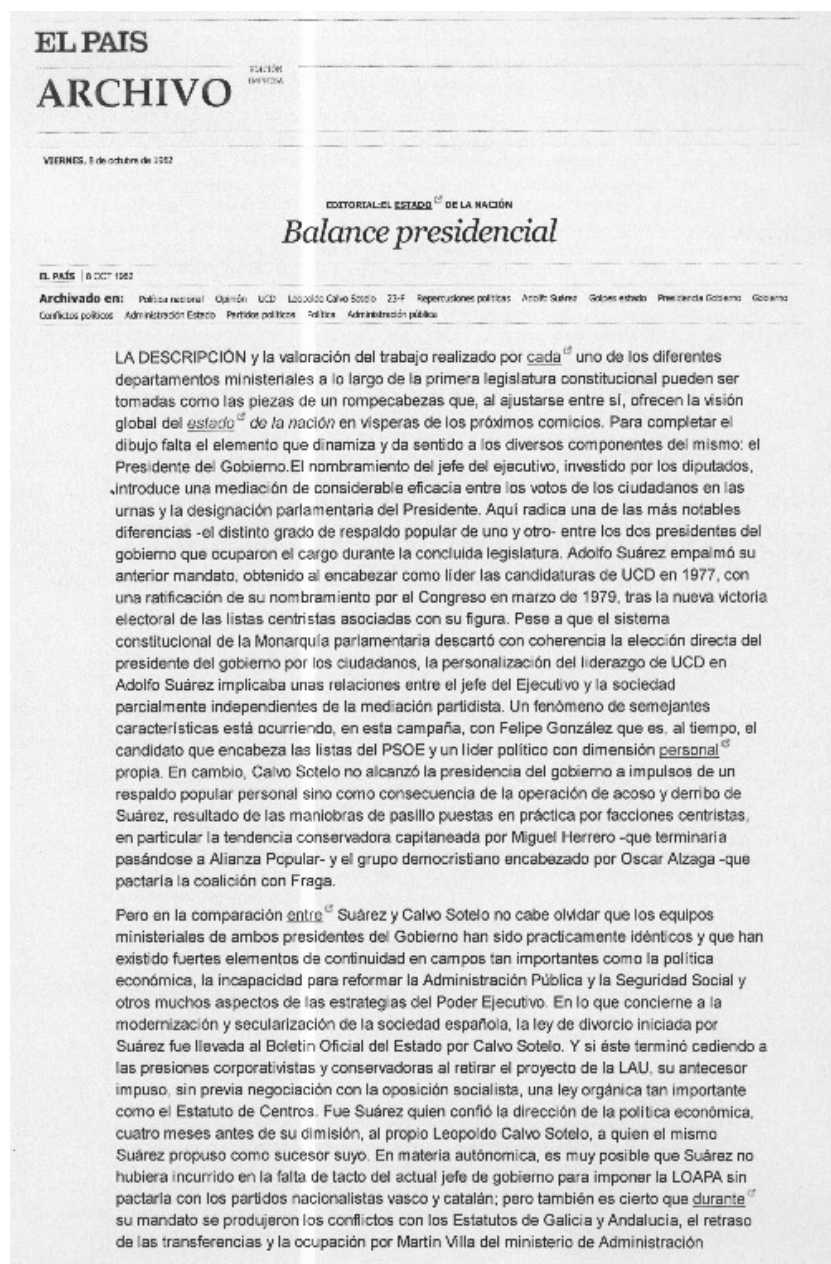 EL PAIS
ARCHIVO
EDICIÓN
IMPRESA
VIERNES, 8 de octubre de 1982
EDITORIAL:EL ESTADO DE LA NACIÓN
Balance presidencial
EL PAÍS | 8 OCT 1982
Archivado en: Política nacional Opinión UCD Leopoldo Calvo Sotelo 23-F Repercusiones políticas Adolfo Suárez Golpes estado Presidencia Gobierno Gobierno
Conflictos políticos Administración Estado Partidos políticos Política Administración pública
LA DESCRIPCIÓN y la valoración del trabajo realizado por cada uno de los diferentes
departamentos ministeriales a lo largo de la primera legislatura constitucional pueden ser
tomadas como las piezas de un rompecabezas que, al ajustarse entre sí, ofrecen la visión
global del estado de la nación en vísperas de los próximos comicios. Para completar el
dibujo falta el elemento que dinamiza y da sentido a los diversos componentes del mismo: el
Presidente del Gobierno.El nombramiento del jefe del ejecutivo, investido por los diputados,
introduce una mediación de considerable eficacia entre los votos de los ciudadanos en las
urnas y la designación parlamentaria del Presidente. Aquí radica una de las más notables
diferencias -el distinto grado de respaldo popular de uno y otro- entre los dos presidentes del
gobierno que ocuparon el cargo durante la concluida legislatura. Adolfo Suárez empalmó su
anterior mandato, obtenido al encabezar como líder las candidaturas de UCD en 1977, con
una ratificación de su nombramiento por el Congreso en marzo de 1979, tras la nueva victoria
electoral de las listas centristas asociadas con su figura. Pese a que el sistema
constitucional de la Monarquía parlamentaria descartó con coherencia la elección directa del
presidente del gobierno por los ciudadanos, la personalización del liderazgo de UCD en
Adolfo Suárez implicaba unas relaciones entre el jefe del Ejecutivo y la sociedad
parcialmente independientes de la mediación partidista. Un fenómeno de semejantes
características está ocurriendo, en esta campaña, con Felipe González que es, al tiempo, el
candidato que encabeza las listas del PSOE y un líder político con dimensión personal
propia. En cambio, Calvo Sotelo no alcanzó la presidencia del gobierno a impulsos de un
respaldo popular personal sino como consecuencia de la operación de acoso y derribo de
Suárez, resultado de las maniobras de pasillo puestas en práctica por facciones centristas,
en particular la tendencia conservadora capitaneada por Miguel Herrero -que terminaría
pasándose a Alianza Popular- y el grupo democristiano encabezado por Oscar Alzaga -que
pactaría la coalición con Fraga.
Pero en la comparación entre Suárez y Calvo Sotelo no cabe olvidar que los equipos
ministeriales de ambos presidentes del Gobierno han sido practicamente idénticos y que han
existido fuertes elementos de continuidad en campos tan importantes como la política
económica, la incapacidad para reformar la Administración Pública y la Seguridad Social y
otros muchos aspectos de las estrategias del Poder Ejecutivo. En lo que concierne a la
modernización y secularización de la sociedad española, la ley de divorcio iniciada por
Suárez fue llevada al Boletín Oficial del Estado por Calvo Sotelo. Y si éste terminó cediendo a
las presiones corporativistas y conservadoras al retirar el proyecto de la LAU, su antecesor
impuso, sin previa negociación con la oposición socialista, una ley orgánica tan importante
como el Estatuto de Centros. Fue Suárez quien confió la dirección de la política económica,
cuatro meses antes de su dimisión, al propio Leopoldo Calvo Sotelo, a quien el mismo
Suárez propuso como sucesor suyo. En materia autónomica, es muy posible que Suárez no
hubiera incurrido en la falta de tacto del actual jefe de gobierno para imponer la LOAPA sin
pactarla con los partidos nacionalistas vasco y catalán; pero también es cierto que durante
su mandato se produjeron los conflictos con los Estatutos de Galicia y Andalucía, el retraso
de las transferencias y la ocupación por Martín Villa del ministerio de Administración